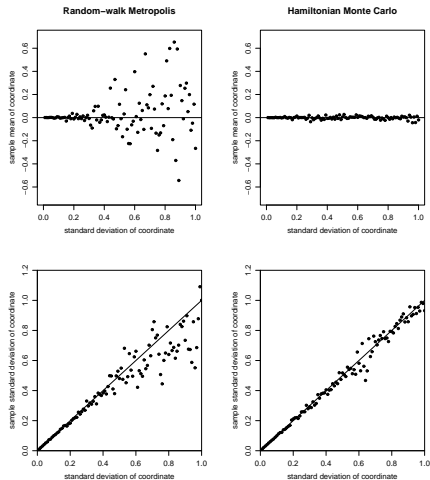 Random−walk Metropolis
Hamiltonian Monte Carlo
sample mean of coordinate
−0.6 −0.4 −0.2 0.0 0.2 0.4 0.6
0.0 0.2 0.4 0.6 0.8 1.0
standard deviation of coordinate
sample mean of coordinate
−0.6 −0.4 −0.2 0.0 0.2 0.4 0.6
0.0 0.2 0.4 0.6 0.8 1.0
standard deviation of coordinate
sample standard deviation of coordinate
0.0 0.2 0.4 0.6 0.8 1.0 1.2
0.0 0.2 0.4 0.6 0.8 1.0
standard deviation of coordinate
sample standard deviation of coordinate
0.0 0.2 0.4 0.6 0.8 1.0 1.2
0.0 0.2 0.4 0.6 0.8 1.0
standard deviation of coordinate